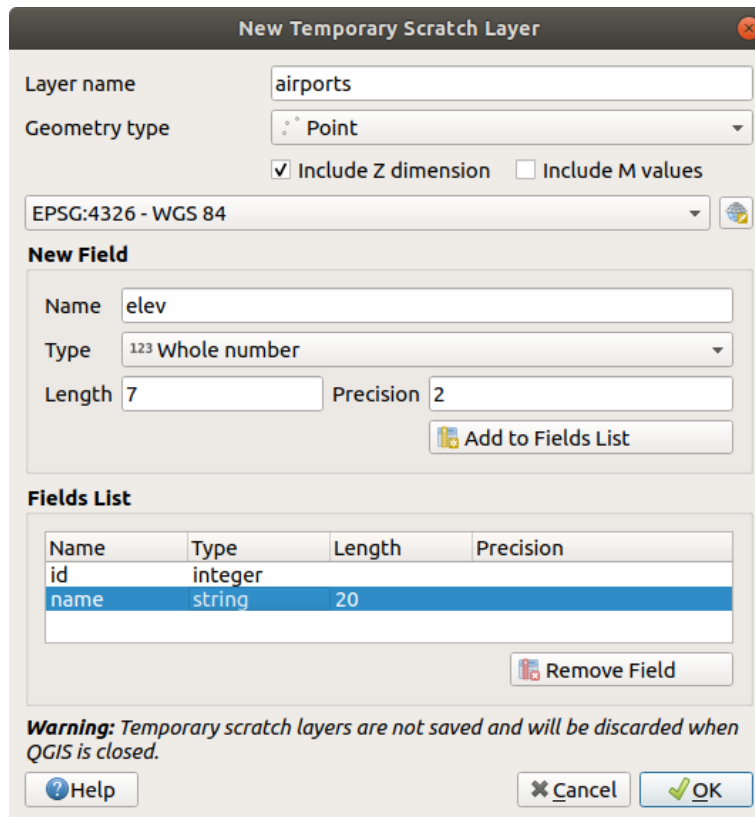 New Temporary Scratch Layer
Layer name airports
Geometry type Point
Include Z dimension Include M values
EPSG:4326 - WGS 84
New Field
Name elev
Type 123 Whole number
Length 7 Precision 2
Add to Fields List
Fields List
Name Type Length Precision
id integer
name string 20
Remove Field
Warning: Temporary scratch layers are not saved and will be discarded when
QGIS is closed.
Help Cancel OK